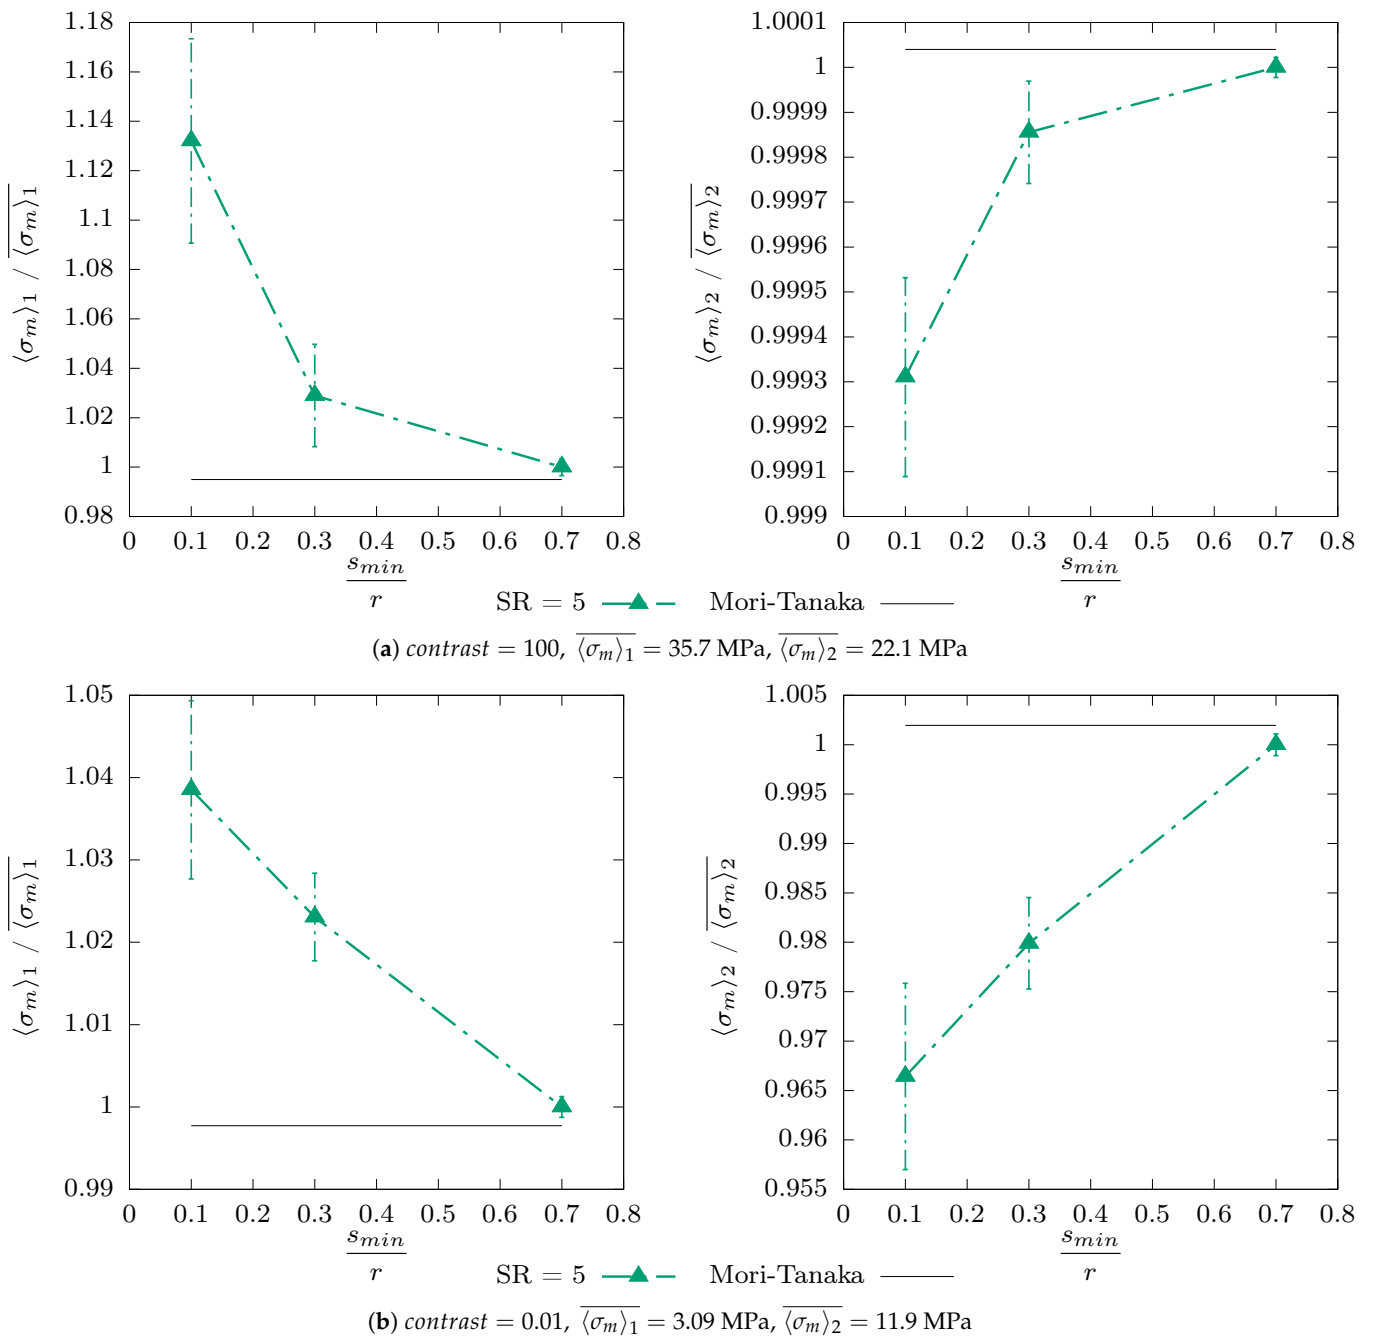 1.18
1.16
1.14
1.12
1.1
1.08
1.06
1.04
1.02
1
0.98
0 0.1 0.2 0.3 0.4 0.5 0.6 0.7 0.8
⟨σm⟩1 / ⟨σm⟩1
smin
r
1.0001
1
0.9999
0.9998
0.9997
0.9996
0.9995
0.9994
0.9993
0.9992
0.9991
0.999
0 0.1 0.2 0.3 0.4 0.5 0.6 0.7 0.8
⟨σm⟩2 / ⟨σm⟩2
smin
r
SR = 5 Mori-Tanaka
(a) contrast = 100, ⟨σm⟩1 = 35.7 MPa, ⟨σm⟩2 = 22.1 MPa
1.05
1.04
1.03
1.02
1.01
1
0.99
0 0.1 0.2 0.3 0.4 0.5 0.6 0.7 0.8
⟨σm⟩1 / ⟨σm⟩1
smin
r
1.005
1
0.995
0.99
0.985
0.98
0.975
0.97
0.965
0.96
0.955
0 0.1 0.2 0.3 0.4 0.5 0.6 0.7 0.8
⟨σm⟩2 / ⟨σm⟩2
smin
r
SR = 5 Mori-Tanaka
(b) contrast = 0.01, ⟨σm⟩1 = 3.09 MPa, ⟨σm⟩2 = 11.9 MPa